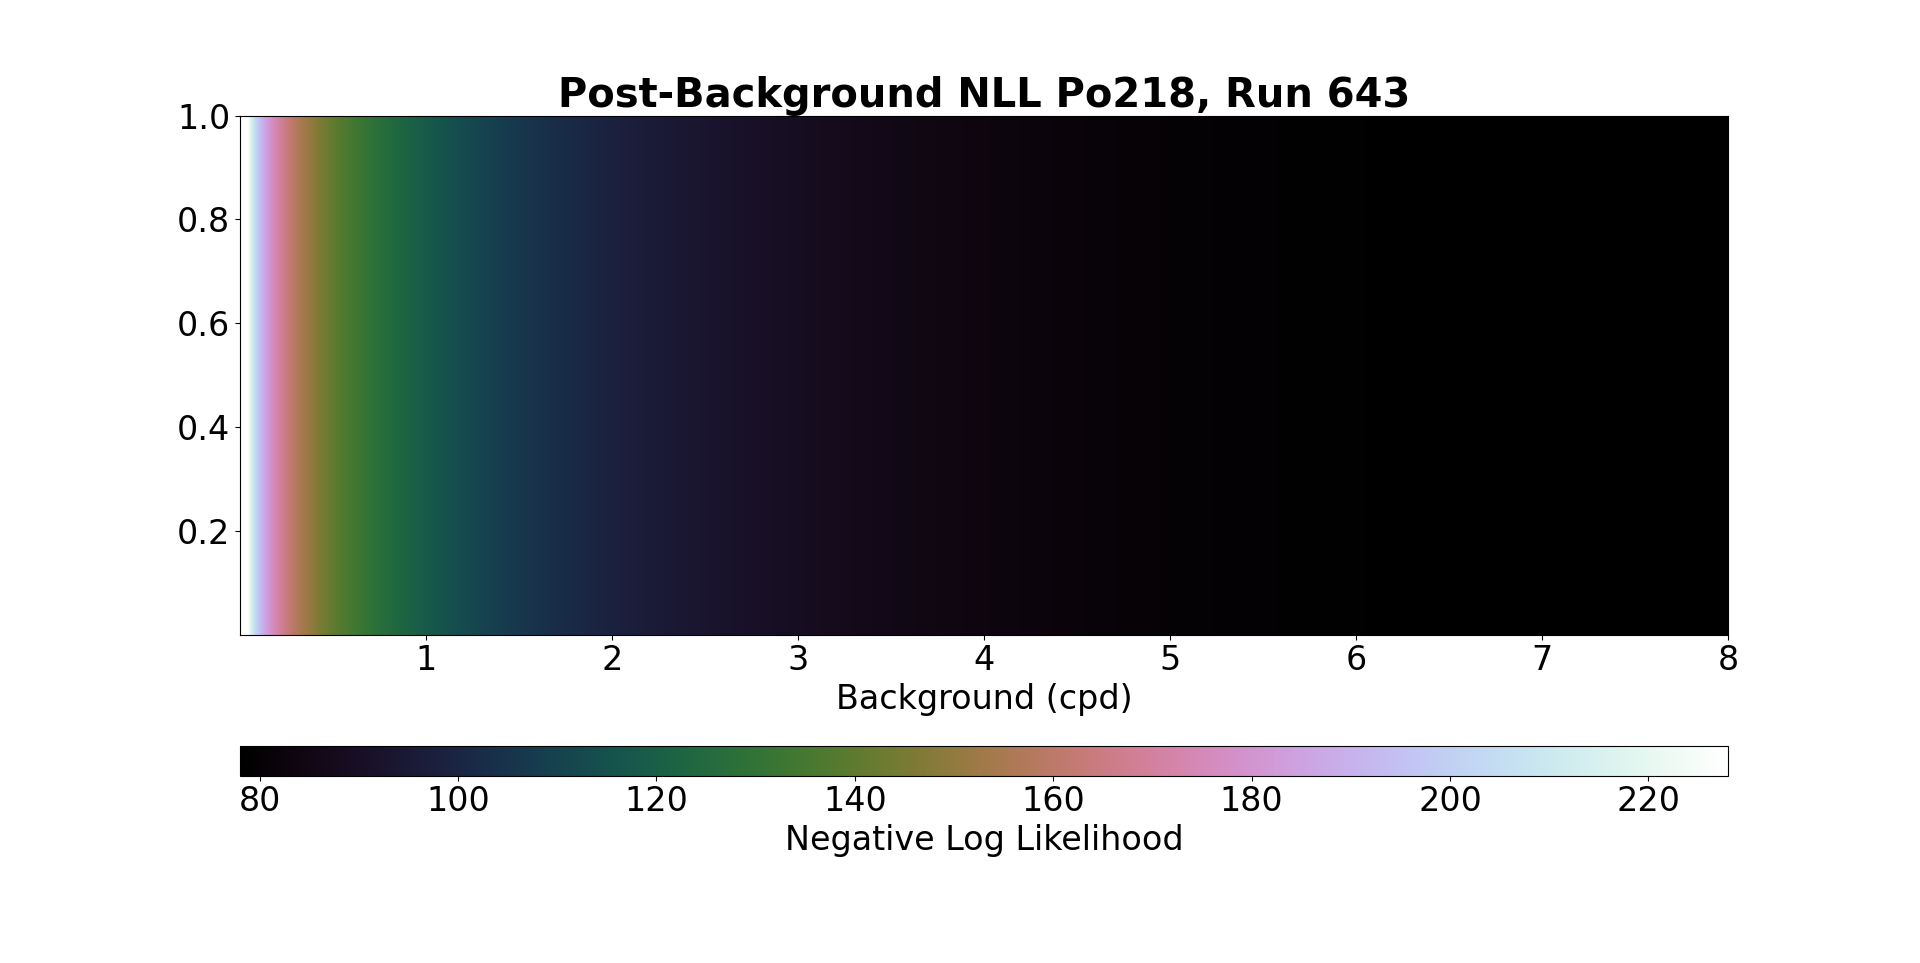 Post-Background NLL Po218, Run 643
1.0
0.8
0.6
0.4
0.2
1 2 3 4 5 6 7 8
Background (cpd)
80 100 120 140 160 180 200 220
Negative Log Likelihood